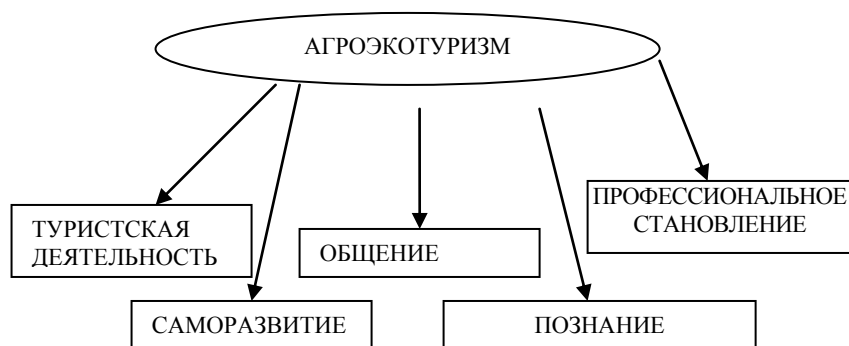 АГРОЭКОТУРИЗМ
ТУРИСТСКАЯ
ДЕЯТЕЛЬНОСТЬ
САМОРАЗВИТИЕ
ОБЩЕНИЕ
ПОЗНАНИЕ
ПРОФЕССИОНАЛЬНОЕ
СТАНОВЛЕНИЕ